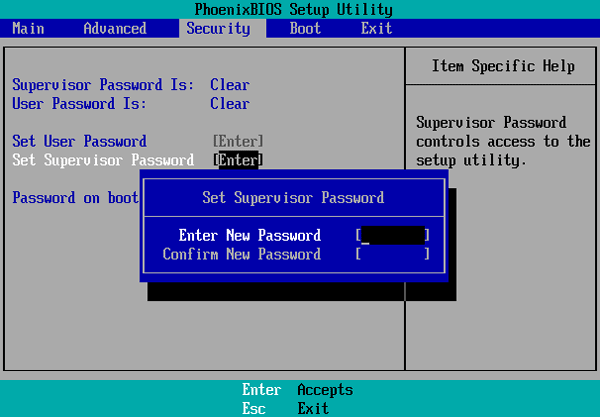 PhoenixBIOS Setup Utility
Main Advanced Security Boot Exit
Item Specific Help
Supervisor Password Is: Clear
User Password Is: Clear
Set User Password [Enter]
Set Supervisor Password [Enter]
Password on boot
Supervisor Password
controls access to the
setup utility.
Set Supervisor Password
Enter New Password [_ ]
Confirm New Password [ ]
Enter Accepts
Esc Exit